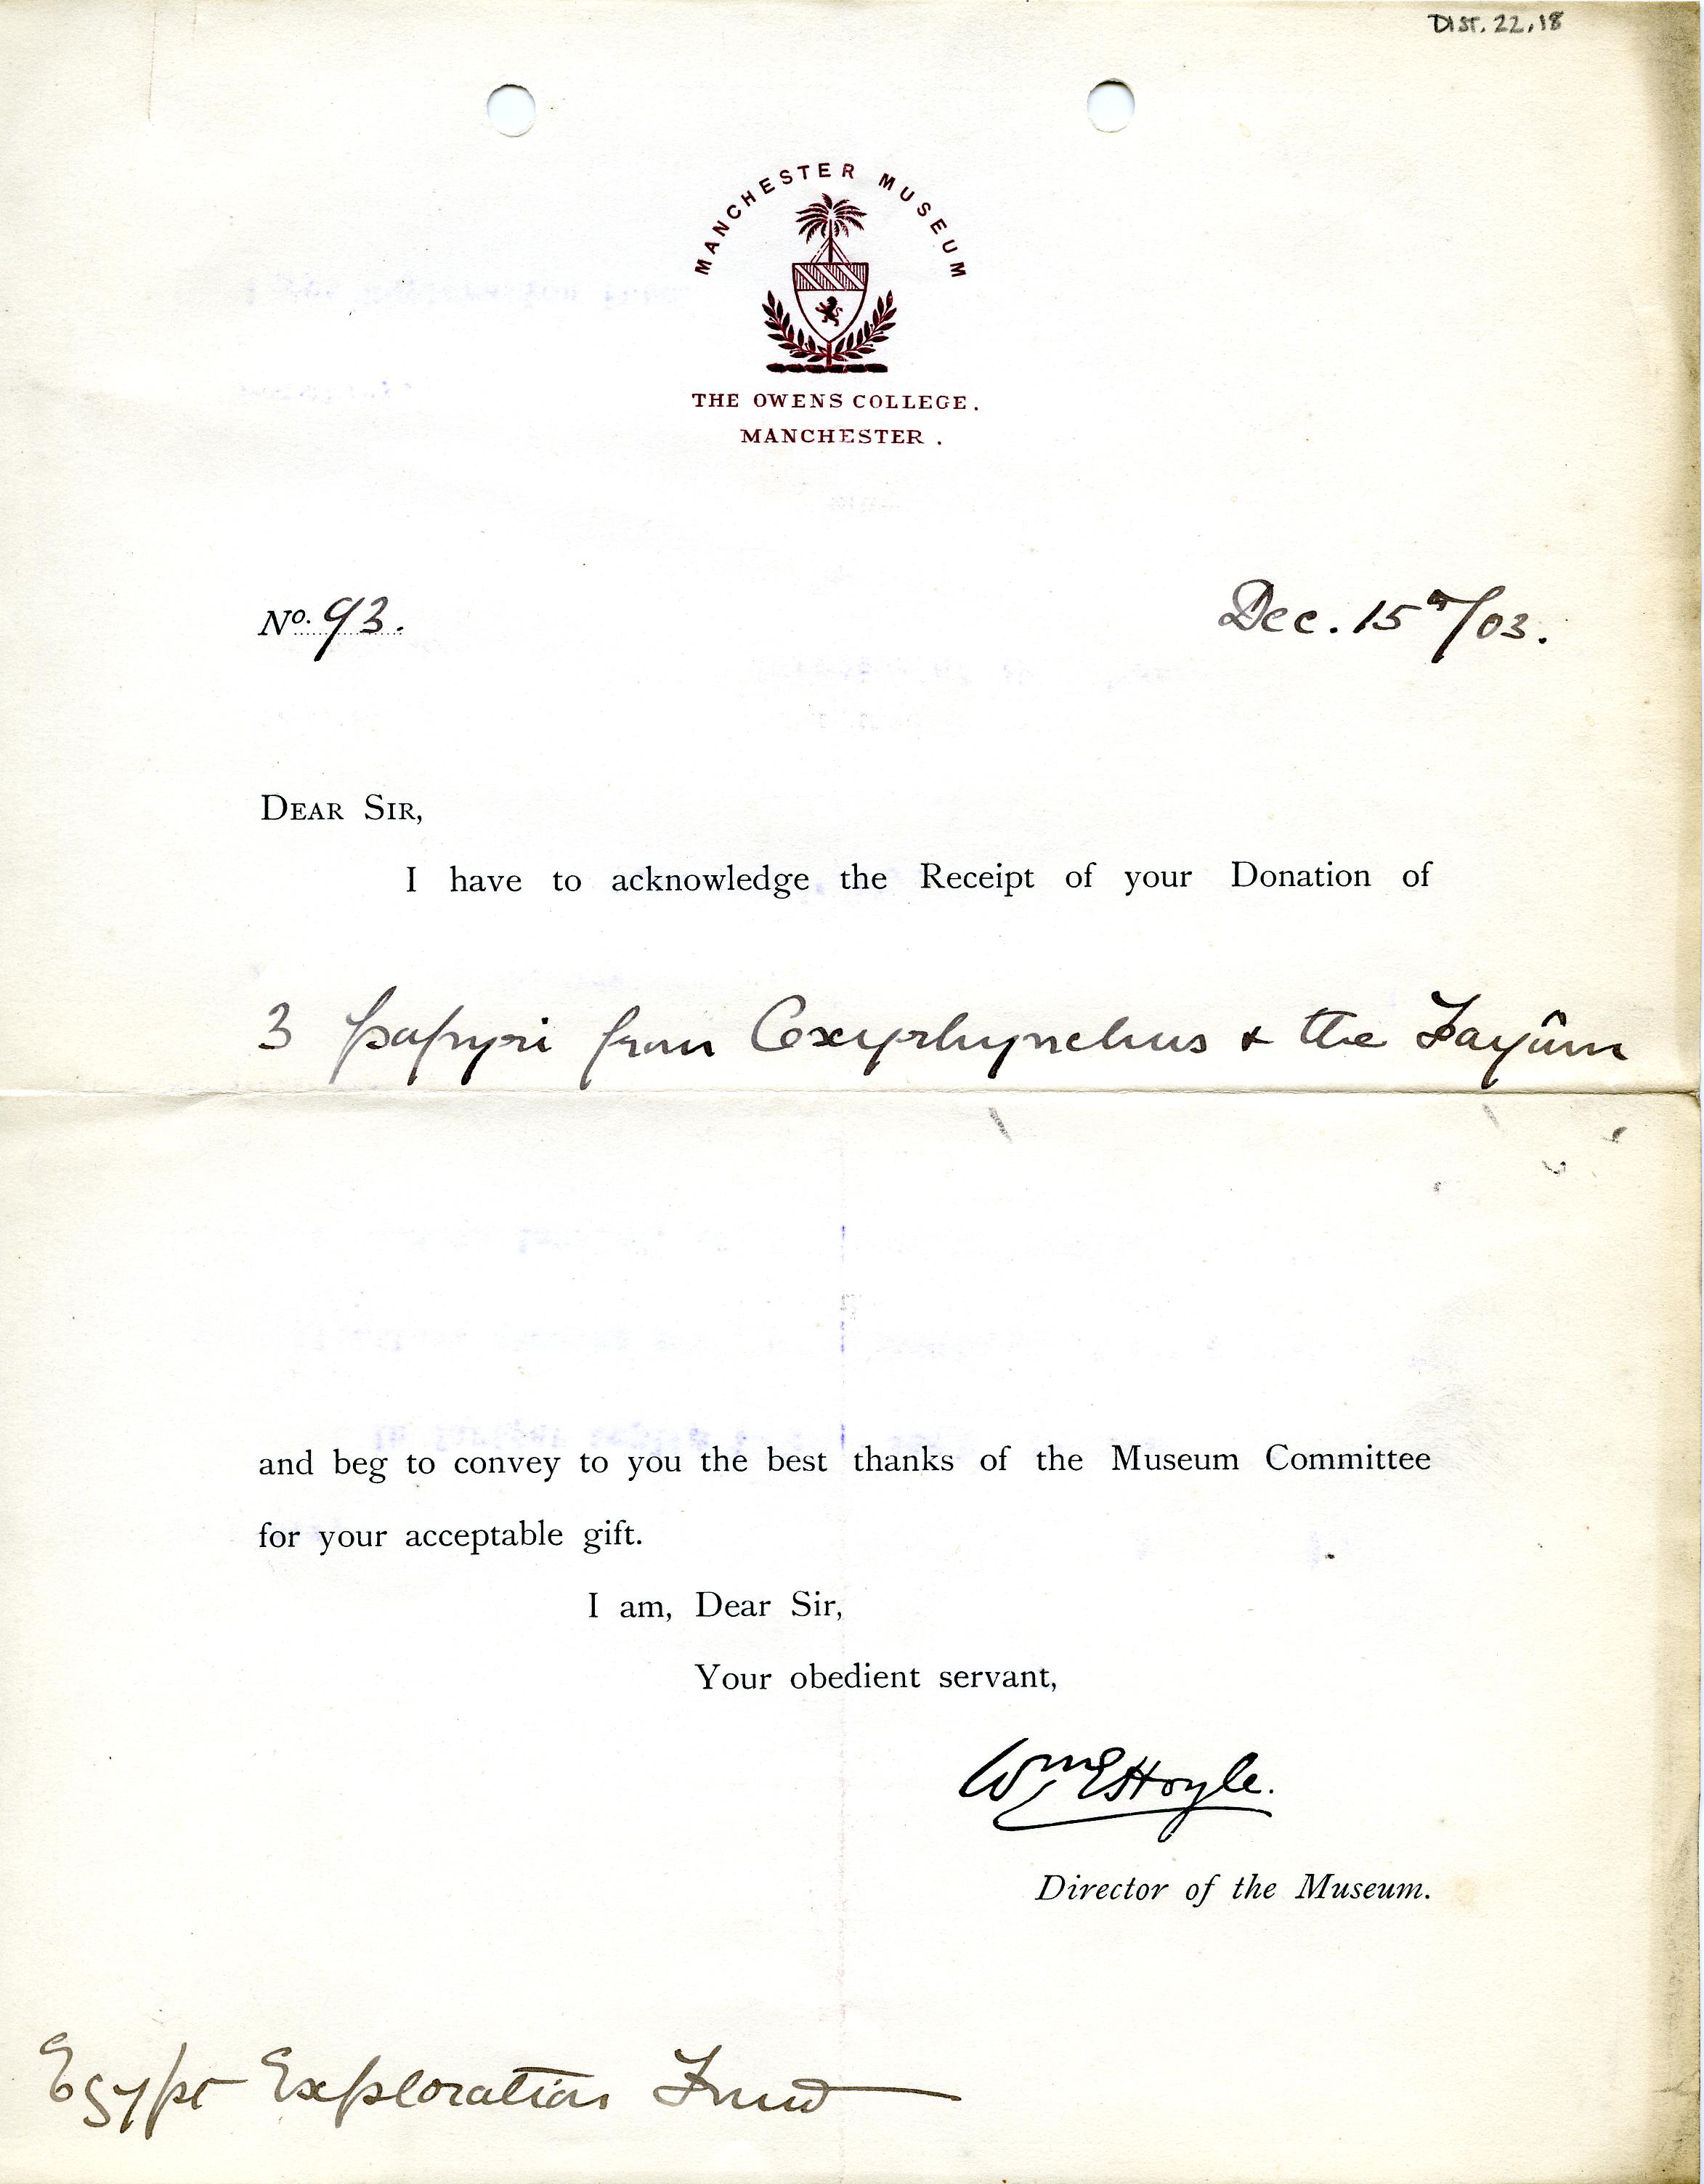 DIST. 22.18
MANCHESTER MUSEUM
THE OWENS COLLEGE.
MANCHESTER.
No. 93.
Dec. 15th/03.
DEAR SIR,
I have to acknowledge the Receipt of your Donation of
3 papyri from Oxyrhynchus & the Fayûm
and beg to convey to you the best thanks of the Museum Committee
for your acceptable gift.
I am, Dear Sir,
Your obedient servant,
Wm E Hoyle.
Director of the Museum.
Egypt Exploration Fund